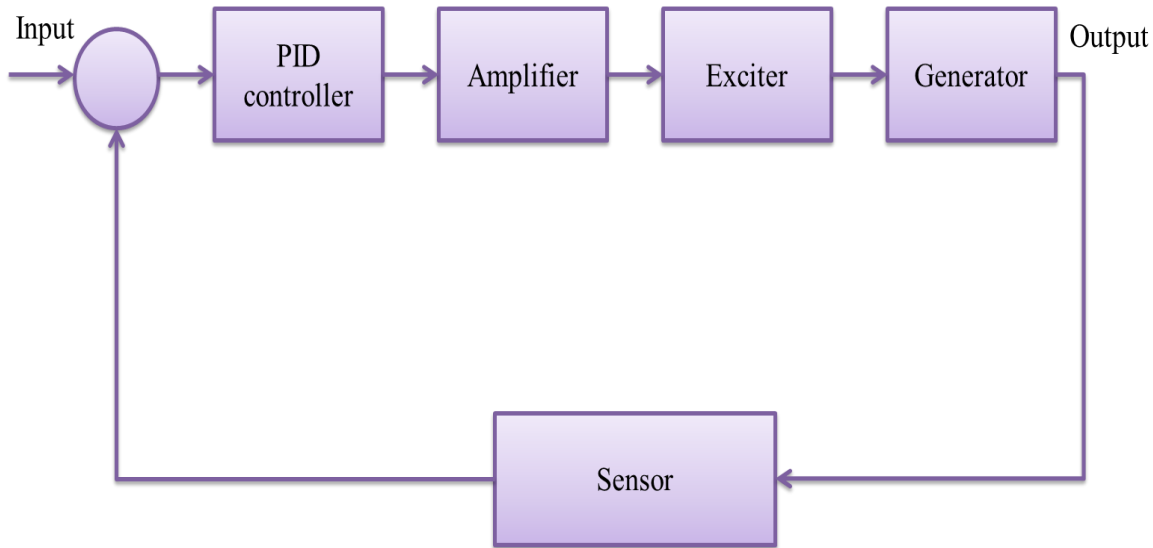 Input
PID
controller
Amplifier
Exciter
Generator
Output
Sensor